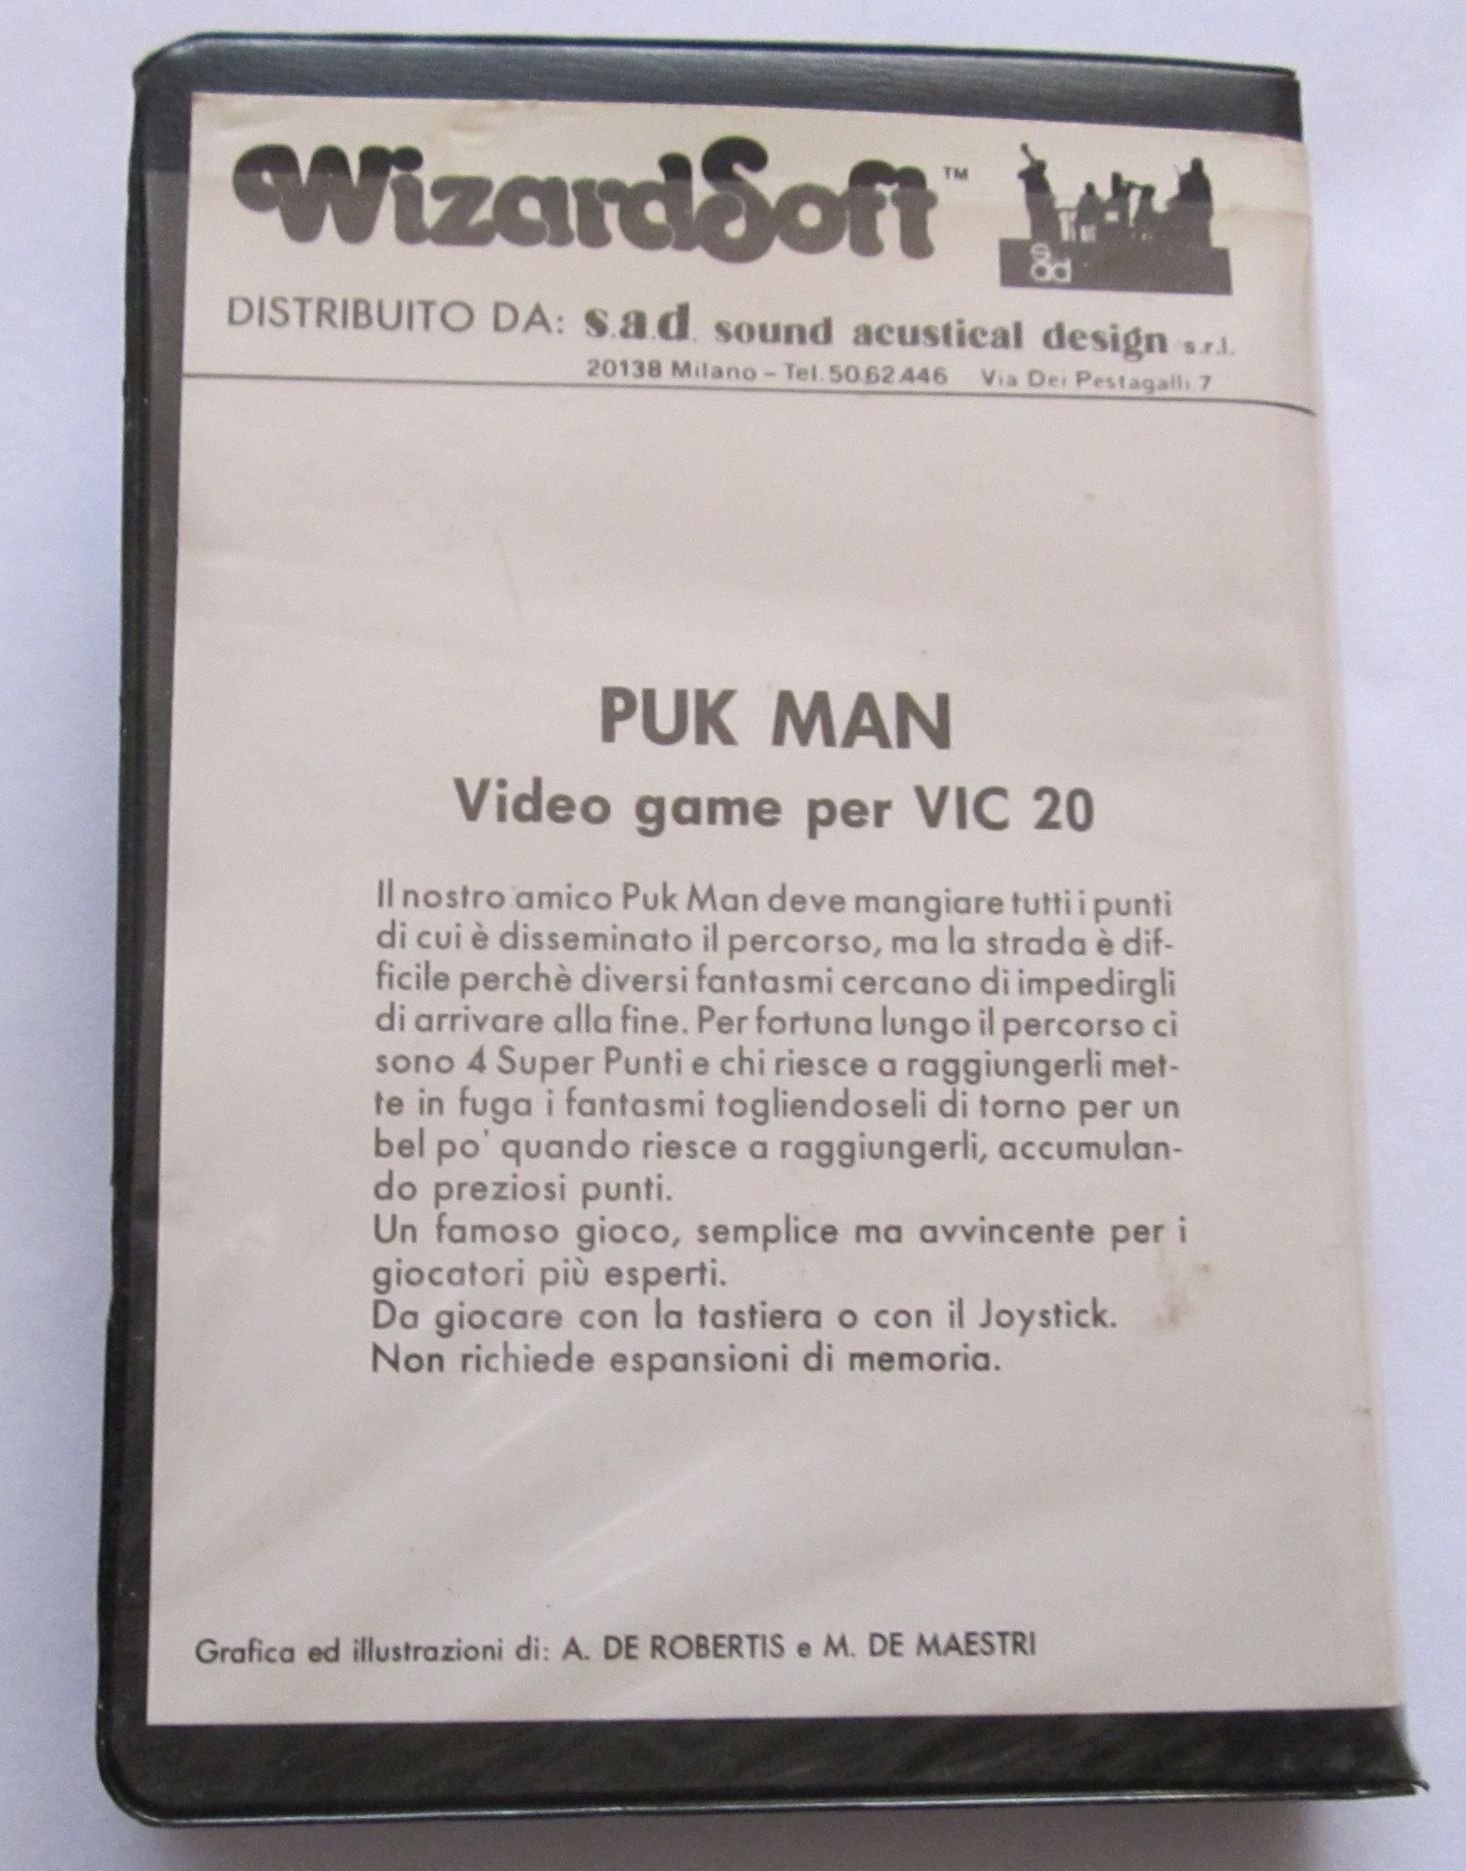 WizardSoft™
sad
DISTRIBUITO DA: s.a.d. sound acustical design s.r.l.
20138 Milano – Tel. 50.62.446 Via Dei Pestagalli 7
PUK MAN
Video game per VIC 20
Il nostro amico Puk Man deve mangiare tutti i punti
di cui è disseminato il percorso, ma la strada è dif-
ficile perchè diversi fantasmi cercano di impedirgli
di arrivare alla fine. Per fortuna lungo il percorso ci
sono 4 Super Punti e chi riesce a raggiungerli met-
te in fuga i fantasmi togliendoseli di torno per un
bel po' quando riesce a raggiungerli, accumulan-
do preziosi punti.
Un famoso gioco, semplice ma avvincente per i
giocatori più esperti.
Da giocare con la tastiera o con il Joystick.
Non richiede espansioni di memoria.
Grafica ed illustrazioni di: A. DE ROBERTIS e M. DE MAESTRI